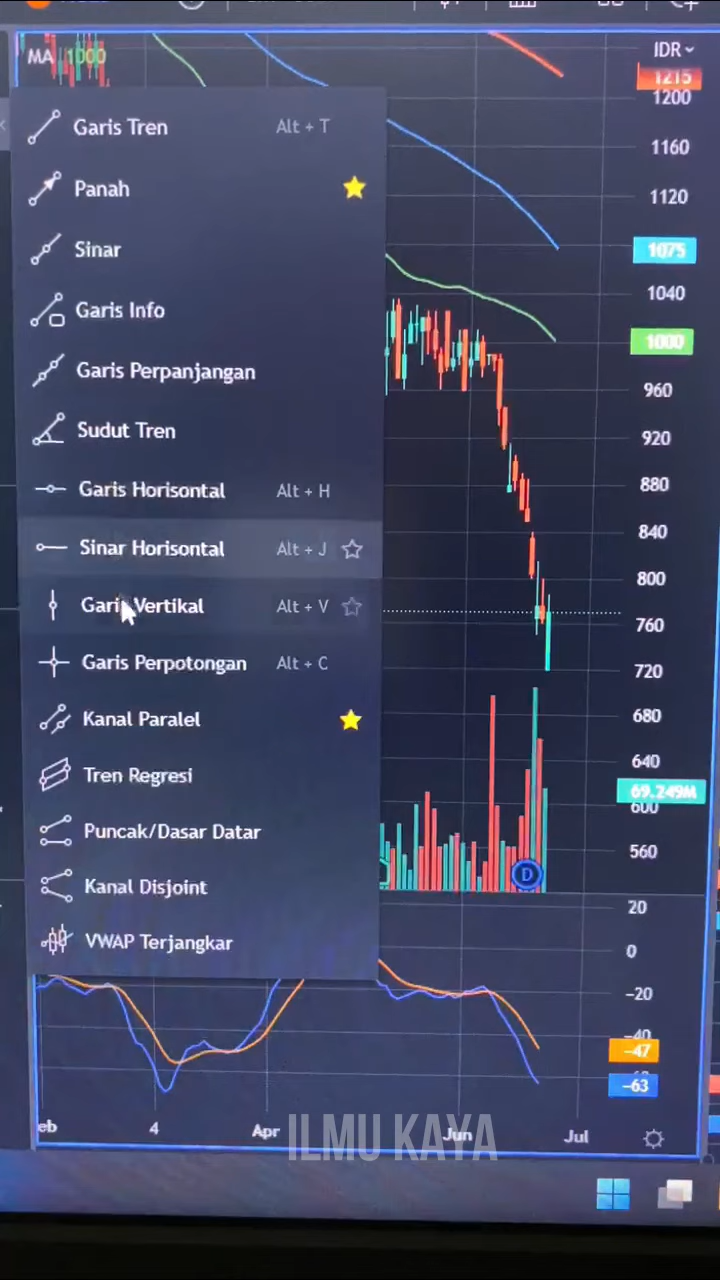 MA 1000
IDR
1215
1200
Garis Tren Alt + T
1160
Panah
1120
Sinar
1075
Garis Info
1040
1000
Garis Perpanjangan
960
Sudut Tren
920
Garis Horisontal Alt + H
880
840
Sinar Horisontal Alt + J
800
Garis Vertikal Alt + V
760
Garis Perpotongan Alt + C
720
Kanal Paralel
680
Tren Regresi
640
69.249M
600
Puncak/Dasar Datar
560
Kanal Disjoint
D
20
VWAP Terjangkar
0
-20
-40
-47
-63
eb 4 Apr Jun Jul
ILMU KAYA